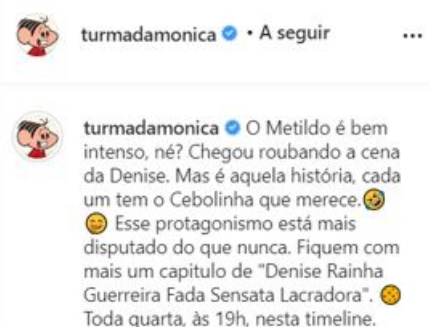 turmadamonica • A seguir
turmadamonica O Metildo é bem
intenso, né? Chegou roubando a cena
da Denise. Mas é aquela história, cada
um tem o Cebolinha que merece.🤣
😄 Esse protagonismo está mais
disputado do que nunca. Fiquem com
mais um capitulo de "Denise Rainha
Guerreira Fada Sensata Lacradora".
Toda quarta, às 19h, nesta timeline.